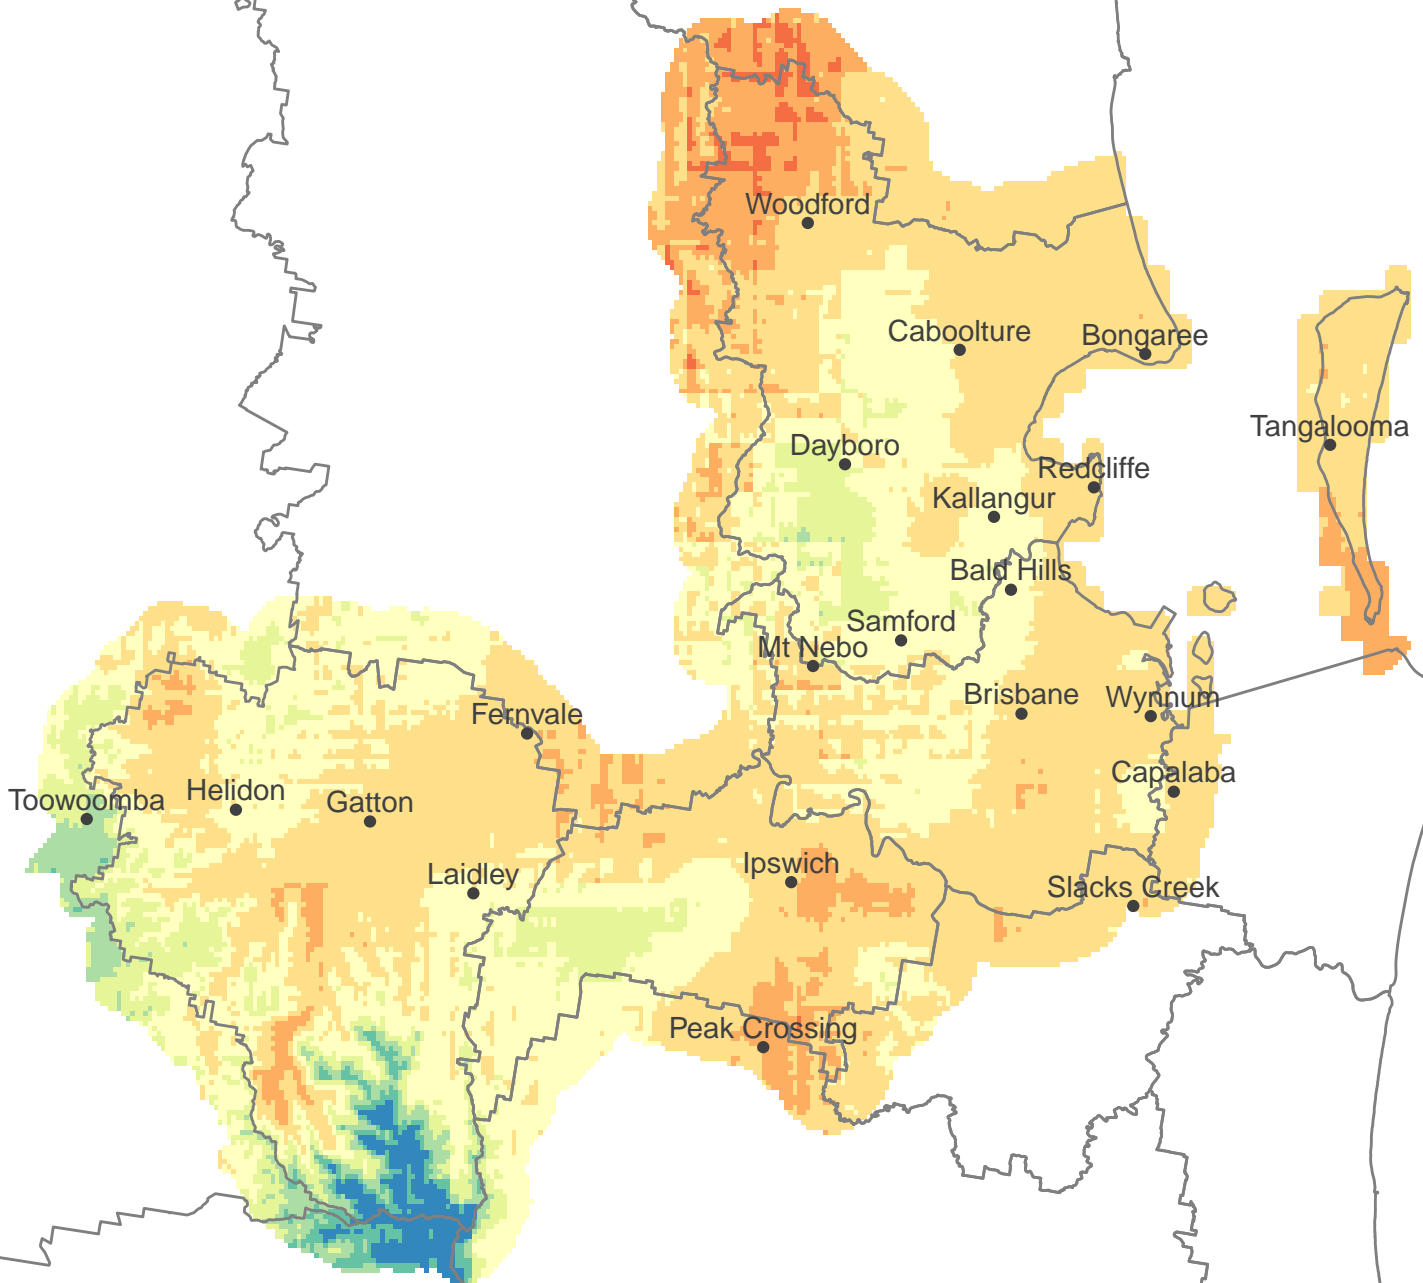 Woodford
Caboolture
Bongaree
Tangalooma
Dayboro
Redcliffe
Kallangur
Bald Hills
Samford
Mt Nebo
Brisbane
Wynnum
Fernvale
Capalaba
Toowoomba
Helidon
Gatton
Ipswich
Laidley
Slacks Creek
Peak Crossing